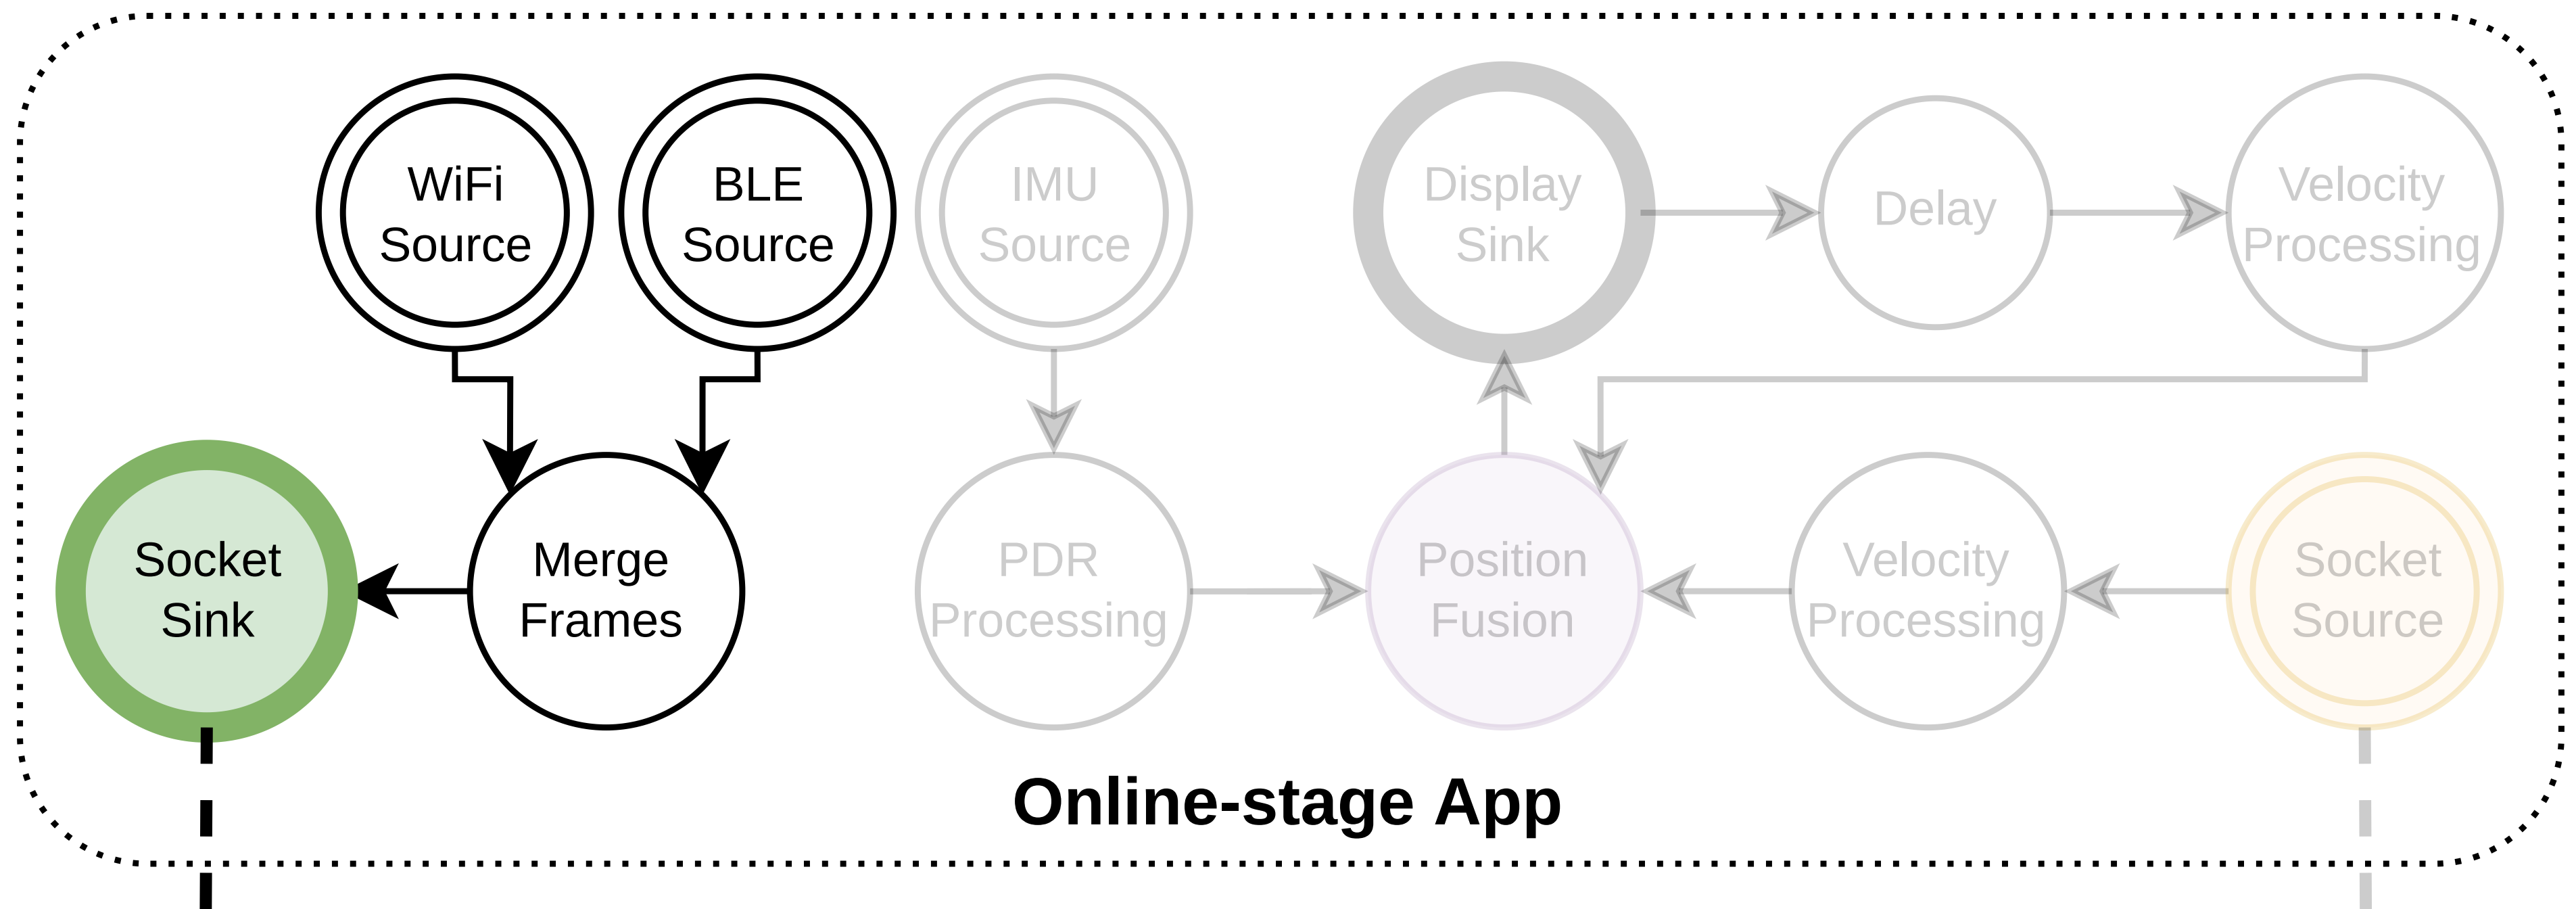 WiFi
Source
BLE
Source
IMU
Source
Display
Sink
Delay
Velocity
Processing
Socket
Sink
Merge
Frames
PDR
Processing
Position
Fusion
Velocity
Processing
Socket
Source
Online-stage App